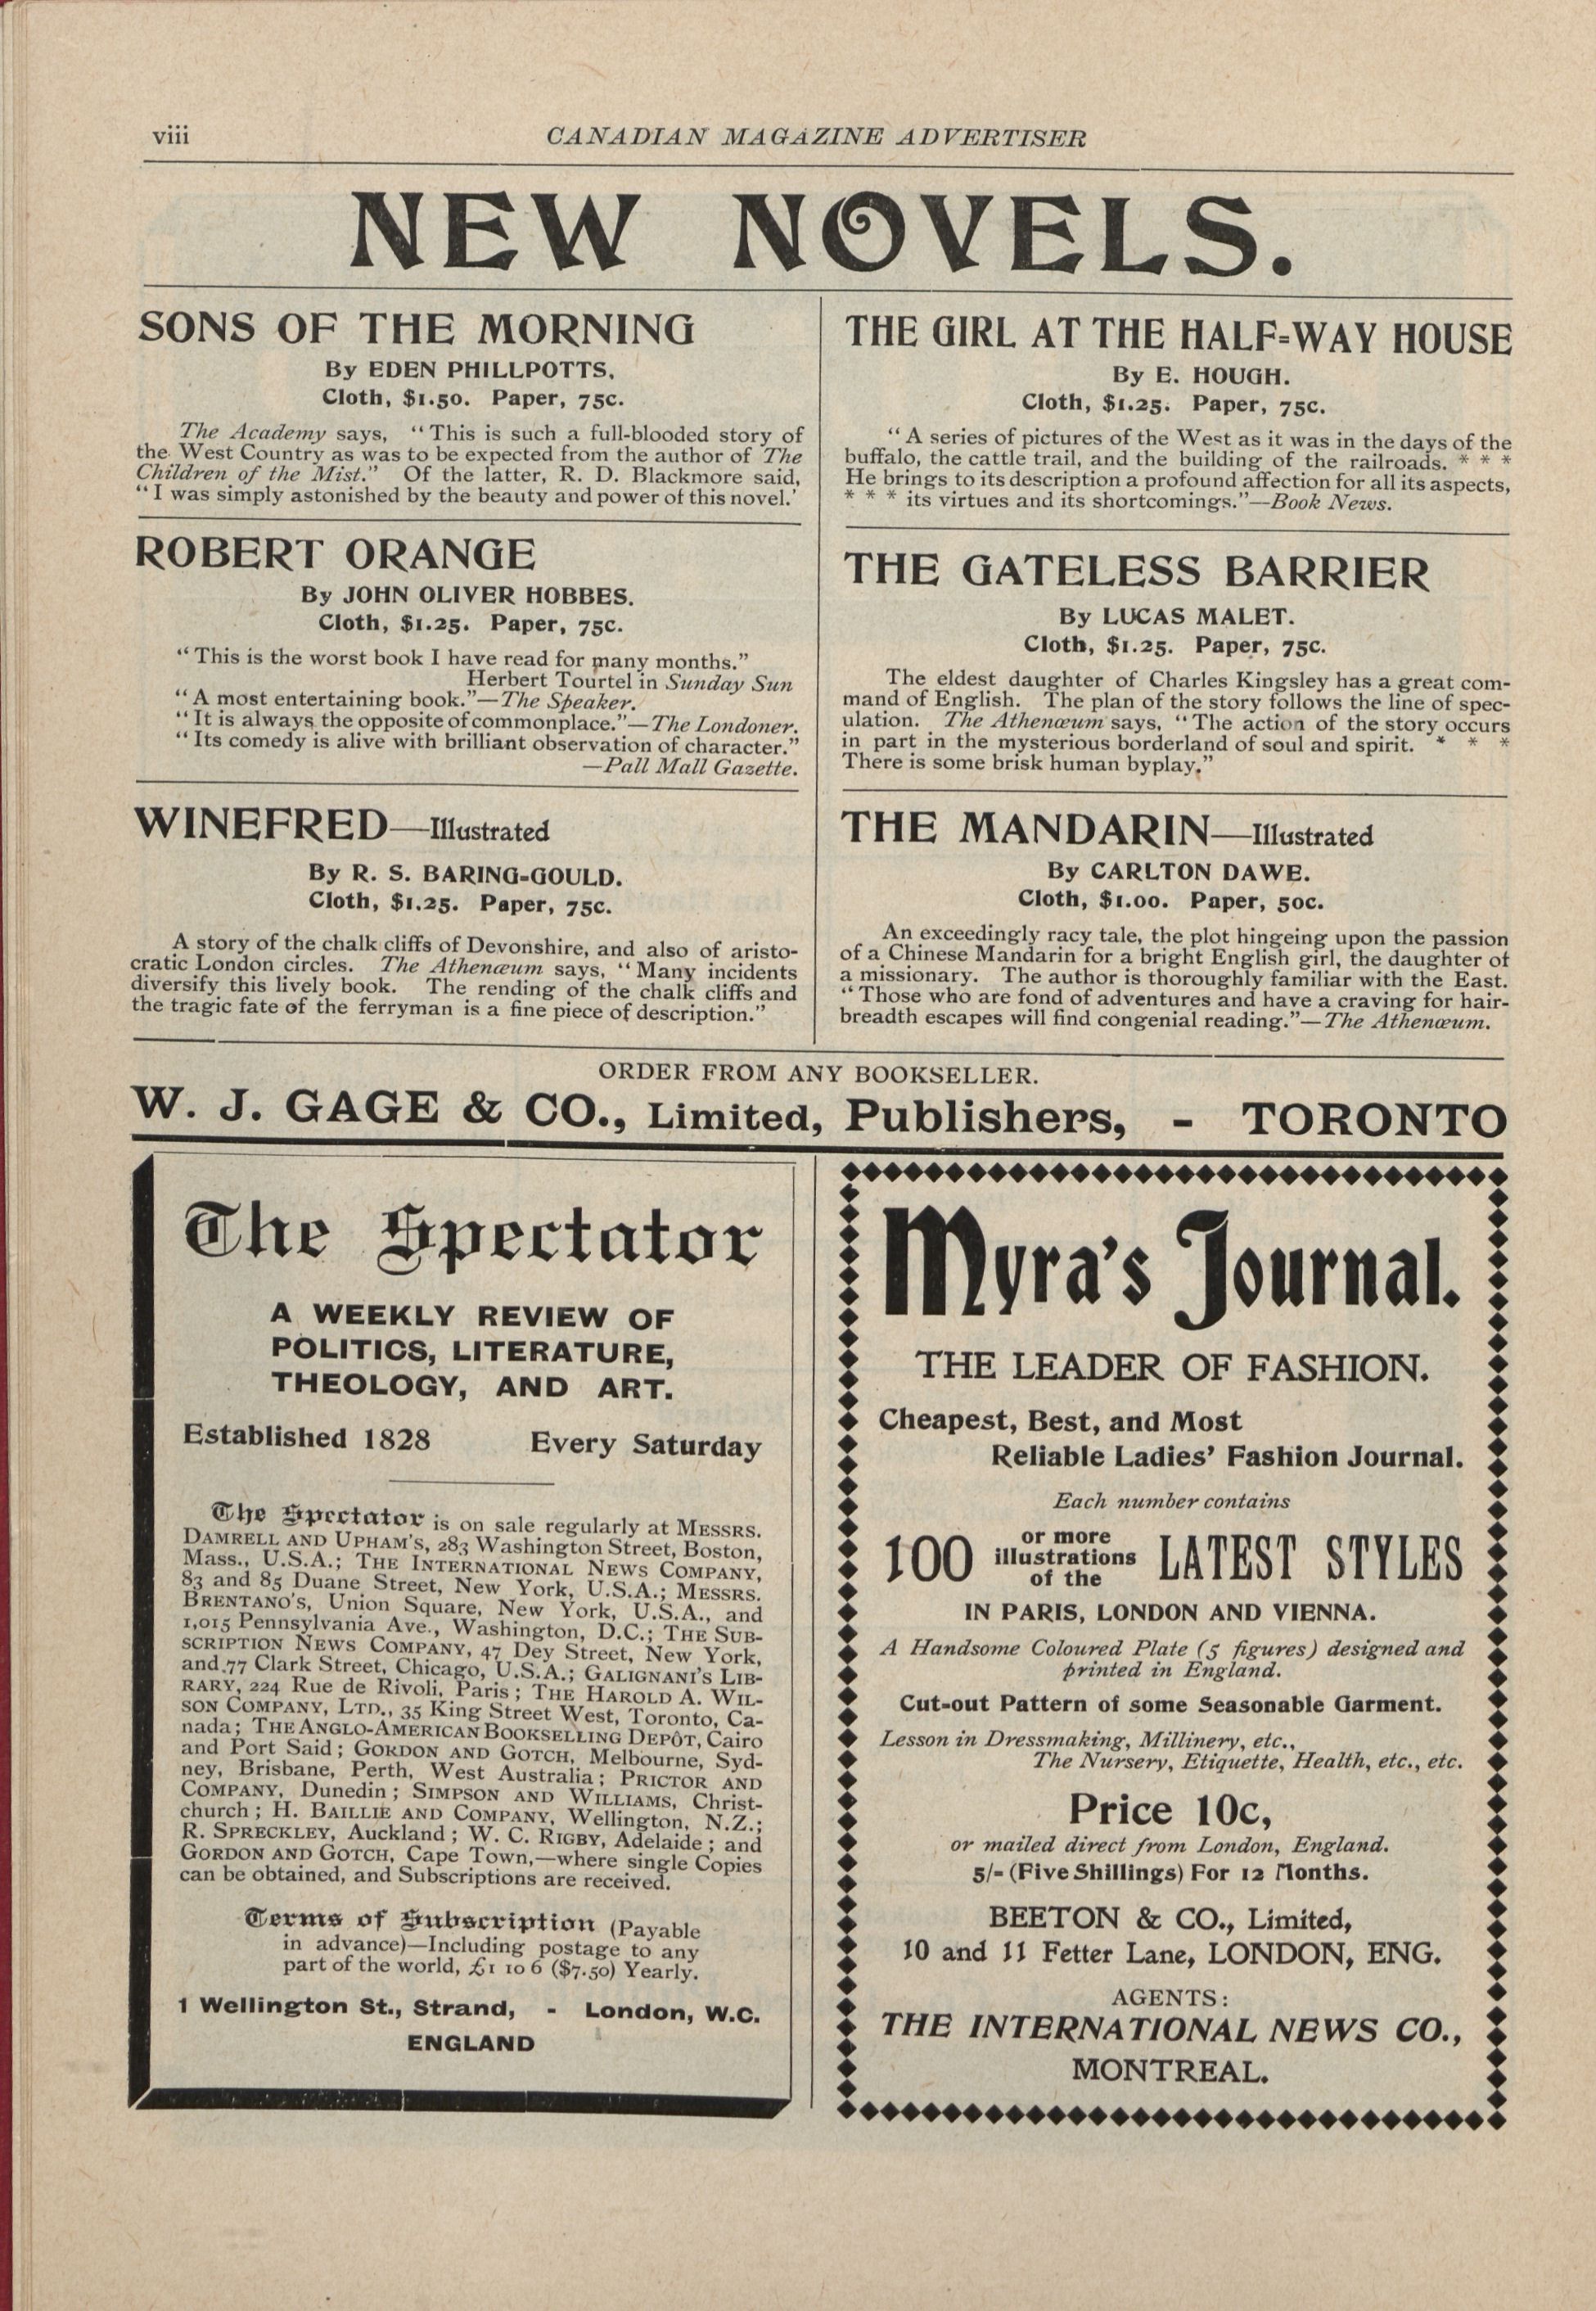 viii
CANADIAN MAGAZINE ADVERTISER
NEW NOVELS.
SONS OF THE MORNING
By EDEN PHILLPOTTS.
Cloth, $1.50. Paper, 75c.
The Academy says, "This is such a full-blooded story of
the West Country as was to be expected from the author of The
Children of the Mist." Of the latter, R. D. Blackmore said,
"I was simply astonished by the beauty and power of this novel.'
ROBERT ORANGE
By JOHN OLIVER HOBBES.
Cloth, $1.25. Paper, 75c.
"This is the worst book I have read for many months."
Herbert Tourtel in Sunday Sun
"A most entertaining book."—The Speaker.
"It is always the opposite of commonplace."—The Londoner.
"Its comedy is alive with brilliant observation of character."
—Pall Mall Gazette.
WINEFRED—Illustrated
By R. S. BARING-GOULD.
Cloth, $1.25. Paper, 75c.
A story of the chalk cliffs of Devonshire, and also of aristo-
cratic London circles. The Athenæum says, "Many incidents
diversify this lively book. The rending of the chalk cliffs and
the tragic fate of the ferryman is a fine piece of description."
THE GIRL AT THE HALF-WAY HOUSE
By E. HOUGH.
Cloth, $1.25. Paper, 75c.
"A series of pictures of the West as it was in the days of the
buffalo, the cattle trail, and the building of the railroads. * * *
He brings to its description a profound affection for all its aspects,
* * * its virtues and its shortcomings."—Book News.
THE GATELESS BARRIER
By LUCAS MALET.
Cloth, $1.25. Paper, 75c.
The eldest daughter of Charles Kingsley has a great com-
mand of English. The plan of the story follows the line of spec-
ulation. The Athenæum says, "The action of the story occurs
in part in the mysterious borderland of soul and spirit. * * *
There is some brisk human byplay."
THE MANDARIN—Illustrated
By CARLTON DAWE.
Cloth, $1.00. Paper, 50c.
An exceedingly racy tale, the plot hingeing upon the passion
of a Chinese Mandarin for a bright English girl, the daughter of
a missionary. The author is thoroughly familiar with the East.
"Those who are fond of adventures and have a craving for hair-
breadth escapes will find congenial reading."—The Athenæum.
ORDER FROM ANY BOOKSELLER.
W. J. GAGE & CO., Limited, Publishers, - TORONTO
The Spectator
A WEEKLY REVIEW OF
POLITICS, LITERATURE,
THEOLOGY, AND ART.
Established 1828 Every Saturday
The Spectator is on sale regularly at MESSRS.
DAMRELL AND UPHAM'S, 283 Washington Street, Boston,
Mass., U.S.A.; THE INTERNATIONAL NEWS COMPANY,
83 and 85 Duane Street, New York, U.S.A.; MESSRS.
BRENTANO'S, Union Square, New York, U.S.A., and
1,015 Pennsylvania Ave., Washington, D.C.; THE SUB-
SCRIPTION NEWS COMPANY, 47 Dey Street, New York,
and 77 Clark Street, Chicago, U.S.A.; GALIGNANI'S LIB-
RARY, 224 Rue de Rivoli, Paris; THE HAROLD A. WIL-
SON COMPANY, LTD., 35 King Street West, Toronto, Ca-
nada; THE ANGLO-AMERICAN BOOKSELLING DEPÔT, Cairo
and Port Said; GORDON AND GOTCH, Melbourne, Syd-
ney, Brisbane, Perth, West Australia; PRICTOR AND
COMPANY, Dunedin; SIMPSON AND WILLIAMS, Christ-
church; H. BAILLIE AND COMPANY, Wellington, N.Z.;
R. SPRECKLEY, Auckland; W. C. RIGBY, Adelaide; and
GORDON AND GOTCH, Cape Town,—where single Copies
can be obtained, and Subscriptions are received.
Terms of Subscription (Payable
in advance)—Including postage to any
part of the world, £1 10 6 ($7.50) Yearly.
1 Wellington St., Strand, - London, W.C.
ENGLAND
Myra's Journal.
THE LEADER OF FASHION.
Cheapest, Best, and Most
Reliable Ladies' Fashion Journal.
Each number contains
100 or more illustrations of the LATEST STYLES
IN PARIS, LONDON AND VIENNA.
A Handsome Coloured Plate (5 figures) designed and
printed in England.
Cut-out Pattern of some Seasonable Garment.
Lesson in Dressmaking, Millinery, etc.,
The Nursery, Etiquette, Health, etc., etc.
Price 10c,
or mailed direct from London, England.
5/- (Five Shillings) For 12 Months.
BEETON & CO., Limited,
10 and 11 Fetter Lane, LONDON, ENG.
AGENTS:
THE INTERNATIONAL NEWS CO.,
MONTREAL.